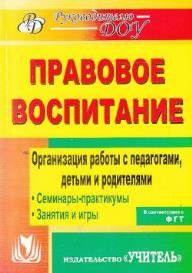 Руководителю
ДОУ
ПРАВОВОЕ
ВОСПИТАНИЕ
Организация работы с педагогами,
детьми и родителями
• Семинары-практикумы
• Занятия и игры
В соответствии с
ФГТ
ИЗДАТЕЛЬСТВО «УЧИТЕЛЬ»